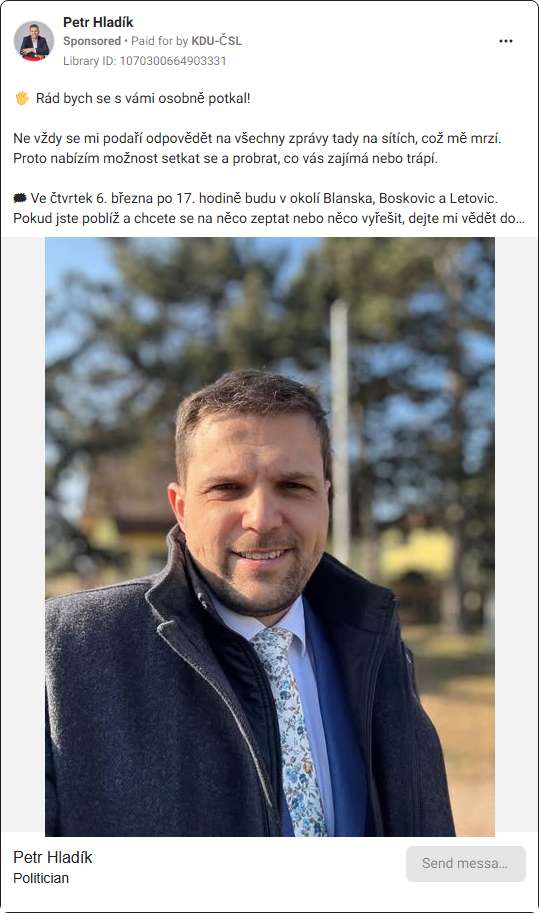 Petr Hladík
Sponsored • Paid for by KDU-ČSL
Library ID: 1070300664903331
👋 Rád bych se s vámi osobně potkal!
Ne vždy se mi podaří odpovědět na všechny zprávy tady na sítích, což mě mrzí.
Proto nabízím možnost setkat se a probrat, co vás zajímá nebo trápí.
🗯 Ve čtvrtek 6. března po 17. hodině budu v okolí Blanska, Boskovic a Letovic.
Pokud jste poblíž a chcete se na něco zeptat nebo něco vyřešit, dejte mi vědět do...
Petr Hladík
Politician
Send messa...